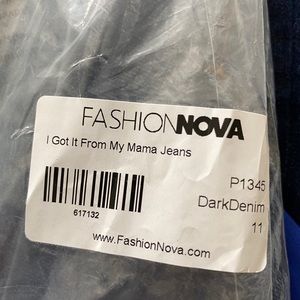 FASHIONNOVA
I Got It From My Mama Jeans
P1345
DarkDenim
11
617132
www.FashionNova.com